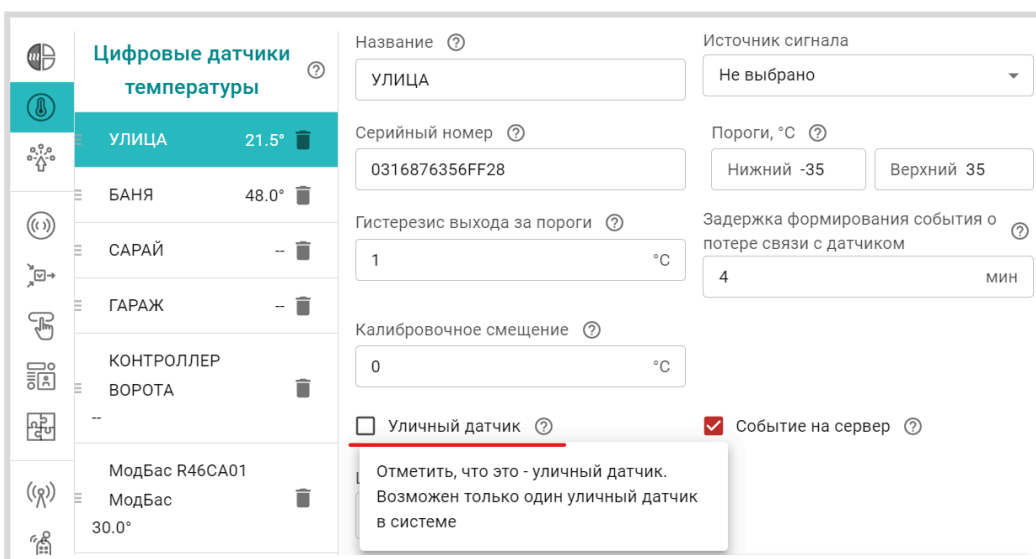 Цифровые датчики
температуры
УЛИЦА 21.5°
БАНЯ 48.0°
САРАЙ --
ГАРАЖ --
КОНТРОЛЛЕР
ВОРОТА
--
МодБас R46CA01
МодБас
30.0°
Название ?
УЛИЦА
Источник сигнала
Не выбрано
Серийный номер ?
0316876356FF28
Пороги, °C ?
Нижний -35
Верхний 35
Гистерезис выхода за пороги ?
1 °C
Задержка формирования события о
потере связи с датчиком ?
4 мин
Калибровочное смещение ?
0 °C
Уличный датчик ?
Событие на сервер ?
Отметить, что это - уличный датчик.
Возможен только один уличный датчик
в системе